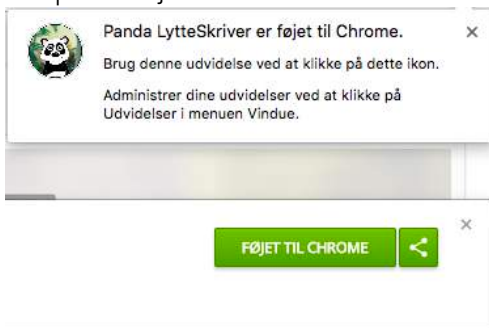 Panda LytteSkriver er føjet til Chrome.
Brug denne udvidelse ved at klikke på dette ikon.
Administrer dine udvidelser ved at klikke på
Udvidelser i menuen Vindue.
FØJET TIL CHROME